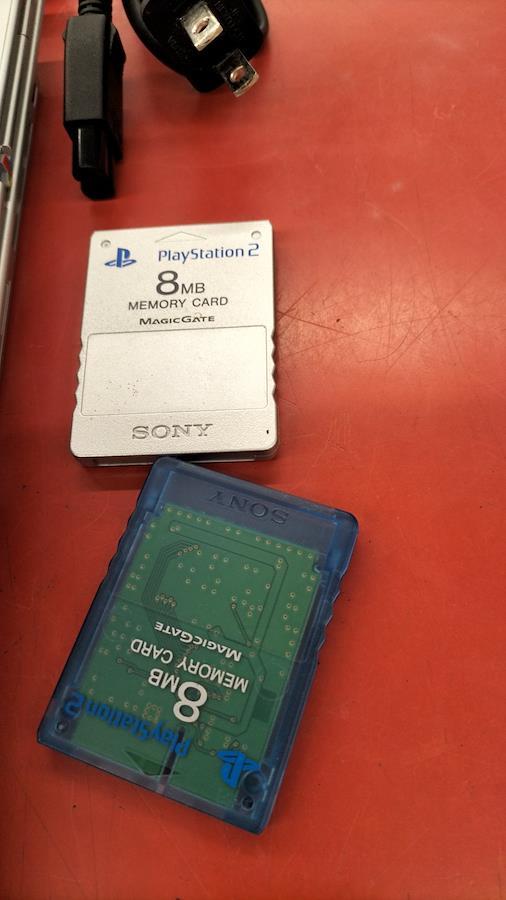 PlayStation 2
8MB
MEMORY CARD
MAGICGATE
SONY
SONY
MAGICGATE
MEMORY CARD
8MB
PlayStation 2